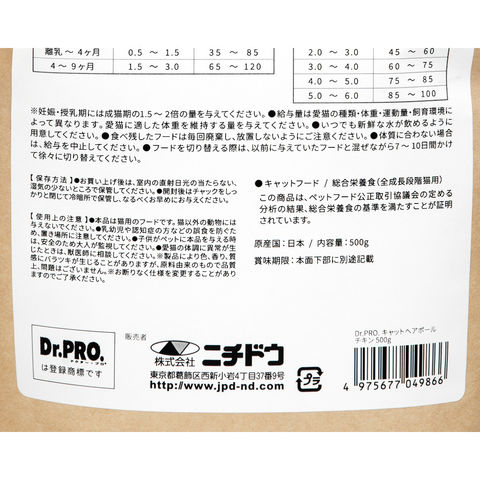 離乳～4ヶ月 0.5 ～ 1.5 35 ～ 85
4～9ヶ月 1.5 ～ 3.0 65 ～ 120
2.0 ～ 3.0 45 ～ 60
3.0 ～ 4.0 60 ～ 75
4.0 ～ 5.0 75 ～ 85
5.0 ～ 6.0 85 ～ 100
※妊娠・授乳期には成猫期の1.5～2倍の量を与えてください。●給与量は愛猫の種類・体重・運動量・飼育環境に
よって異なります。愛猫に適した体重を維持する量を与えてください。●いつでも新鮮な水が飲めるように
用意してください。●食べ残したフードは毎回廃棄し、放置しないようにご注意ください。●体質に合わない場合
は、給与を中止してください。●フードを切り替える際は、以前に与えていたフードと混ぜながら7～10日間かけ
て徐々に切り替えてください。
【保存方法】●お買い上げ後は、室内の直射日光の当たらない、
湿気の少ないところで保管してください。●開封後はチャックをしっ
かりと閉じて冷暗所で保管し、なるべくお早めにお与えください。
【使用上の注意】●本品は猫用のフードです。猫以外の動物には
与えないでください。●乳幼児や認知症の方などの誤食を防ぐた
め、置き場所に注意してください。●子供がペットに本品を与える時
は、安全のため大人が監視してください。●愛猫の体調に異常が生
じたときは、獣医師に相談してください。※製品により色、香り、質
感にバラツキが生じることがありますが、原料由来のもので品質
上、問題はございません。※お断りなく仕様を変更することがあり
ますのでご了承ください。
●キャットフード / 総合栄養食(全成長段階猫用)
この商品は、ペットフード公正取引協議会の定める
分析の結果、総合栄養食の基準を満たすことが証明
されています。
原産国:日本 / 内容量:500g
賞味期限:本面下部に別途記載
Dr.PRO.
ドクター・プロ
は登録商標です
販売者
株式会社 ニチドウ
東京都葛飾区西新小岩4丁目37番9号
http://www.jpd-nd.com/
プラ
Dr.PRO. キャットヘアボール
チキン 500g
4 975677 049866